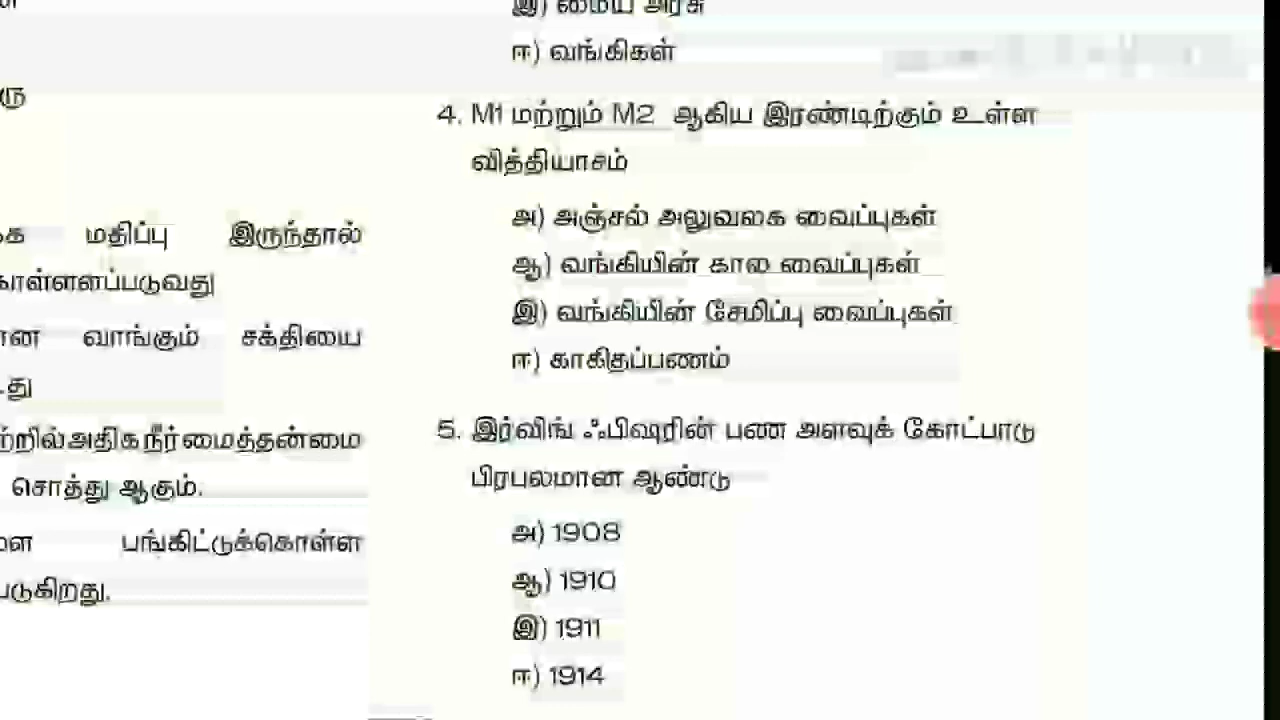 மதிப்பு இருந்தால்
வாங்கும் சக்தியை
சொத்து ஆகும்.
பங்கிட்டுக்கொள்ள
ஈ) வங்கிகள்
4. M1 மற்றும் M2 ஆகிய இரண்டிற்கும் உள்ள
வித்தியாசம்
அ) அஞ்சல் அலுவலக வைப்புகள்
ஆ) வங்கியின் கால வைப்புகள்
இ) வங்கியின் சேமிப்பு வைப்புகள்
ஈ) காகிதப்பணம்
5. இர்விங் ஃபிஷரின் பண அளவுக் கோட்பாடு
பிரபலமான ஆண்டு
அ) 1908
ஆ) 1910
இ) 1911
ஈ) 1914